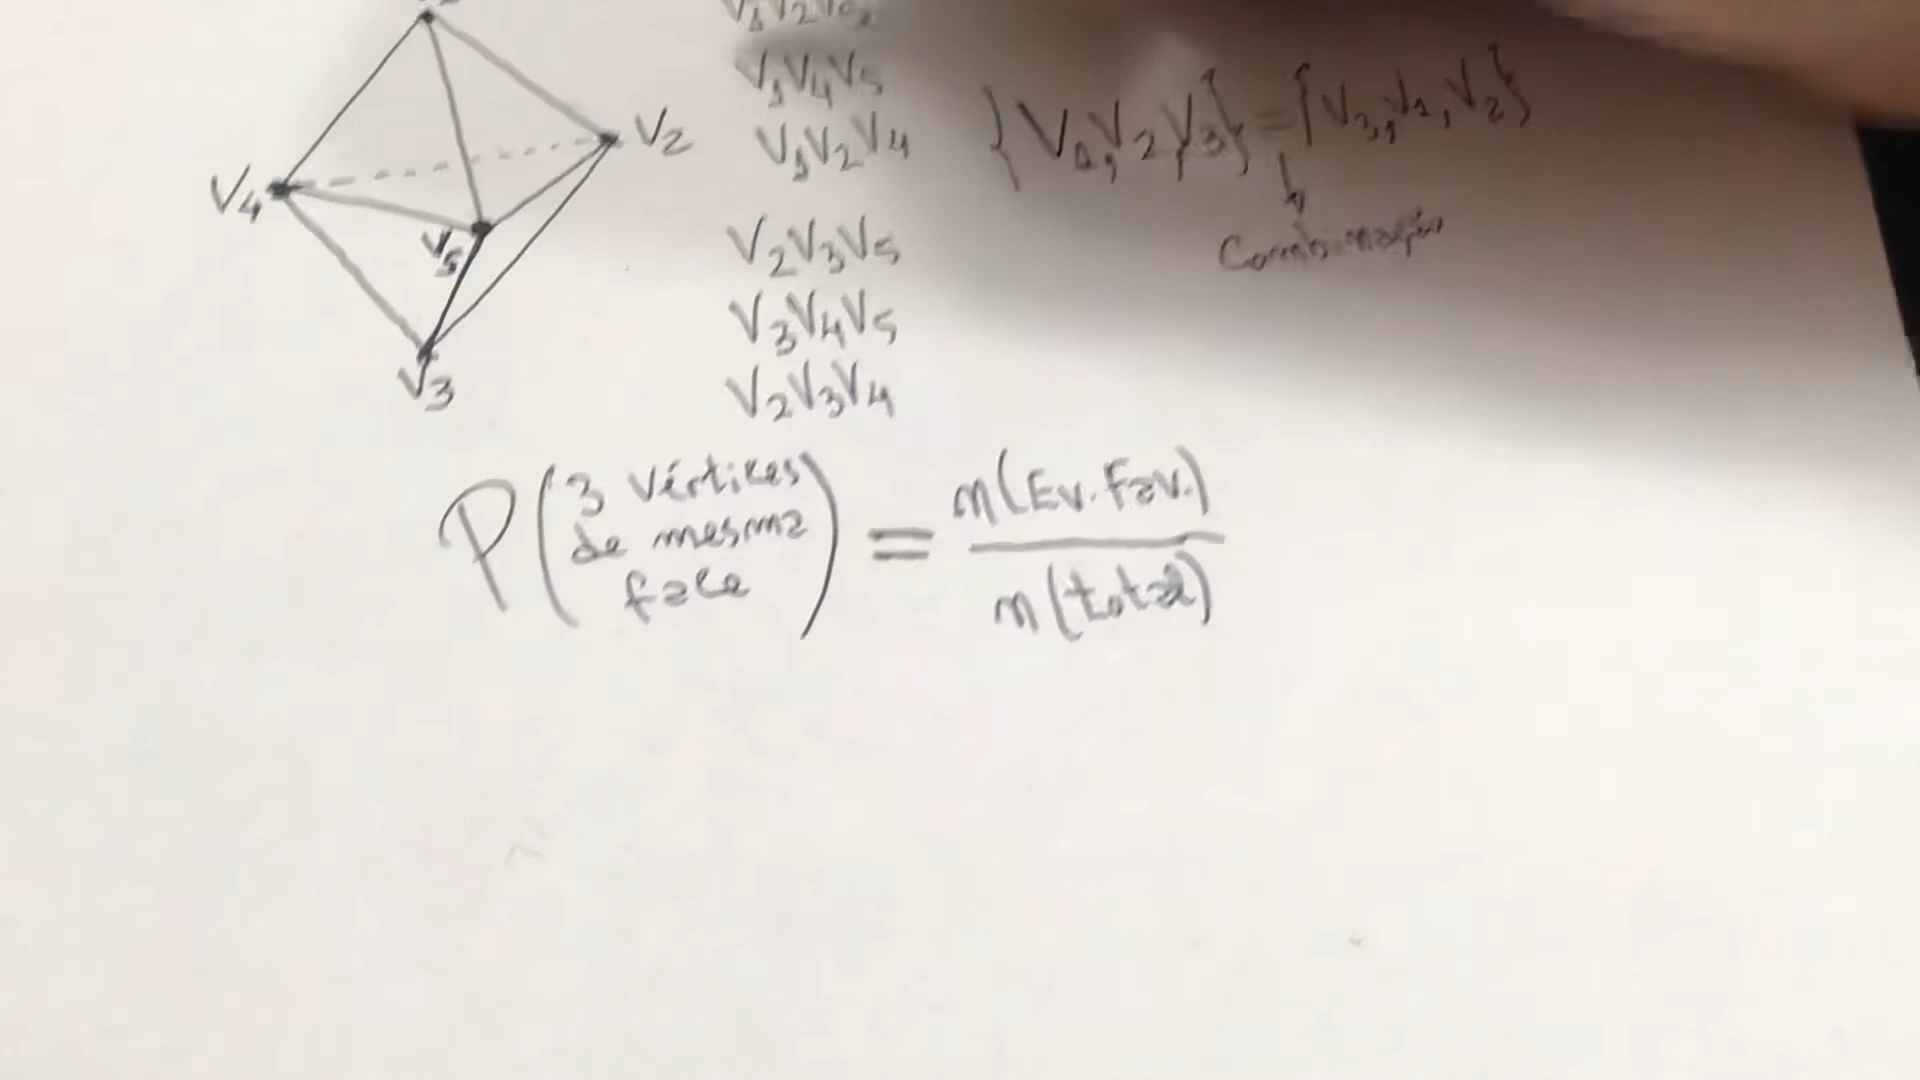 V1V2V5
V1V4V5
V1V2V4
{V1,V2,V3} = {V3,V1,V2}
Combinação
V2
V4
V5
V3
V2V3V5
V3V4V5
V2V3V4
P(3 vértices de mesma face) = n(Ev. Fav.) / n(total)